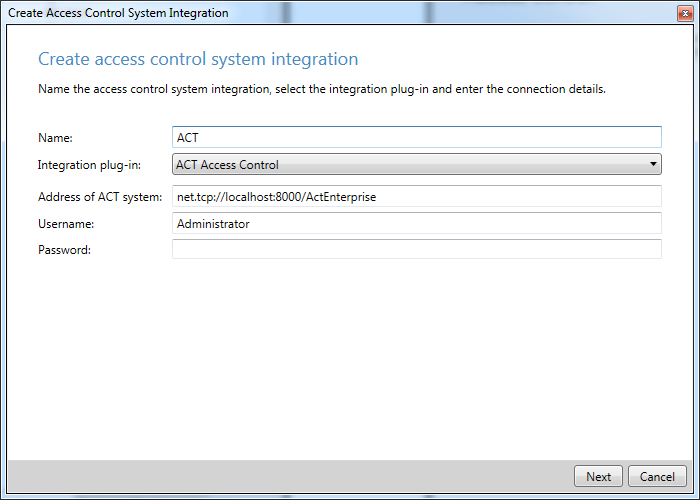 Create Access Control System Integration
Create access control system integration
Name the access control system integration, select the integration plug-in and enter the connection details.
Name: ACT
Integration plug-in: ACT Access Control
Address of ACT system: net.tcp://localhost:8000/ActEnterprise
Username: Administrator
Password:
Next Cancel